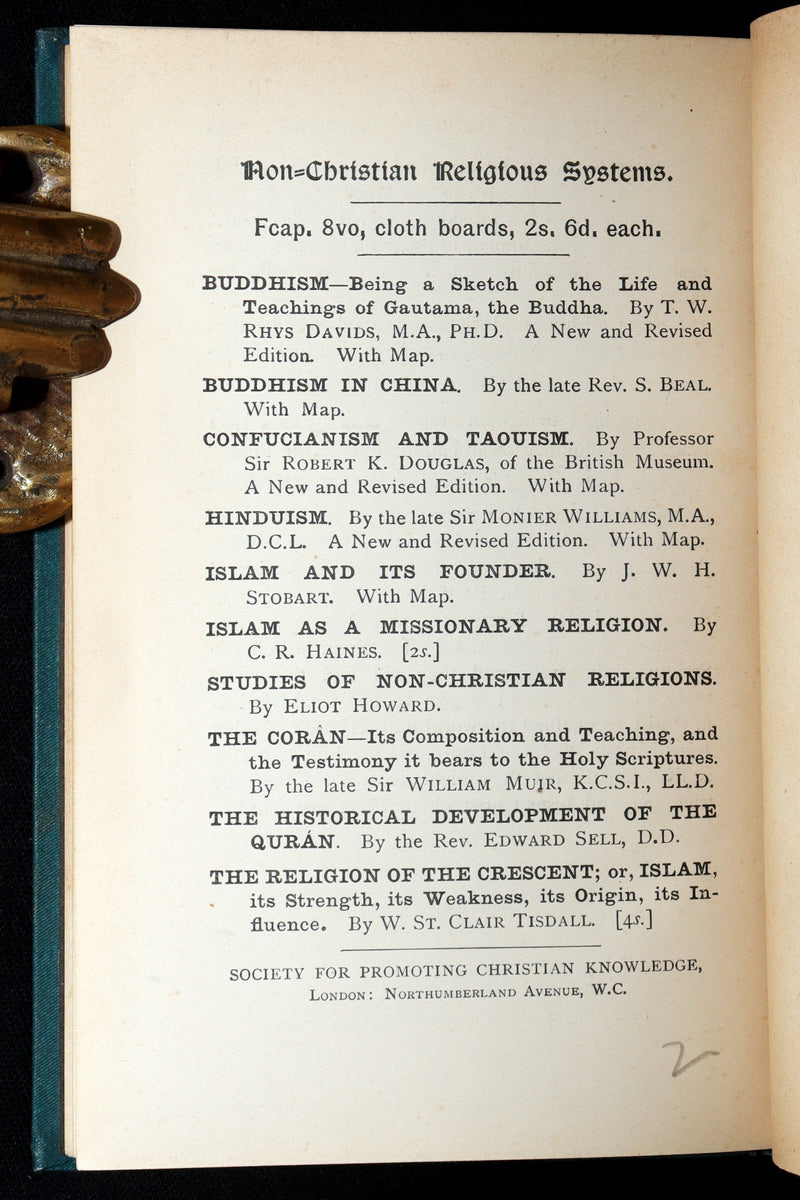 Non=Christian Religious Systems.
Fcap. 8vo, cloth boards, 2s. 6d. each.
BUDDHISM—Being a Sketch of the Life and
Teachings of Gautama, the Buddha. By T. W.
RHYS DAVIDS, M.A., PH.D. A New and Revised
Edition. With Map.
BUDDHISM IN CHINA. By the late Rev. S. BEAL.
With Map.
CONFUCIANISM AND TAOUISM. By Professor
Sir ROBERT K. DOUGLAS, of the British Museum.
A New and Revised Edition. With Map.
HINDUISM. By the late Sir MONIER WILLIAMS, M.A.,
D.C.L. A New and Revised Edition. With Map.
ISLAM AND ITS FOUNDER. By J. W. H.
STOBART. With Map.
ISLAM AS A MISSIONARY RELIGION. By
C. R. HAINES. [2s.]
STUDIES OF NON-CHRISTIAN RELIGIONS.
By ELIOT HOWARD.
THE CORÂN—Its Composition and Teaching, and
the Testimony it bears to the Holy Scriptures.
By the late Sir WILLIAM MUIR, K.C.S.I., LL.D.
THE HISTORICAL DEVELOPMENT OF THE
QURÁN. By the Rev. EDWARD SELL, D.D.
THE RELIGION OF THE CRESCENT; or, ISLAM,
its Strength, its Weakness, its Origin, its In-
fluence. By W. ST. CLAIR TISDALL. [4s.]
SOCIETY FOR PROMOTING CHRISTIAN KNOWLEDGE,
LONDON: NORTHUMBERLAND AVENUE, W.C.
2